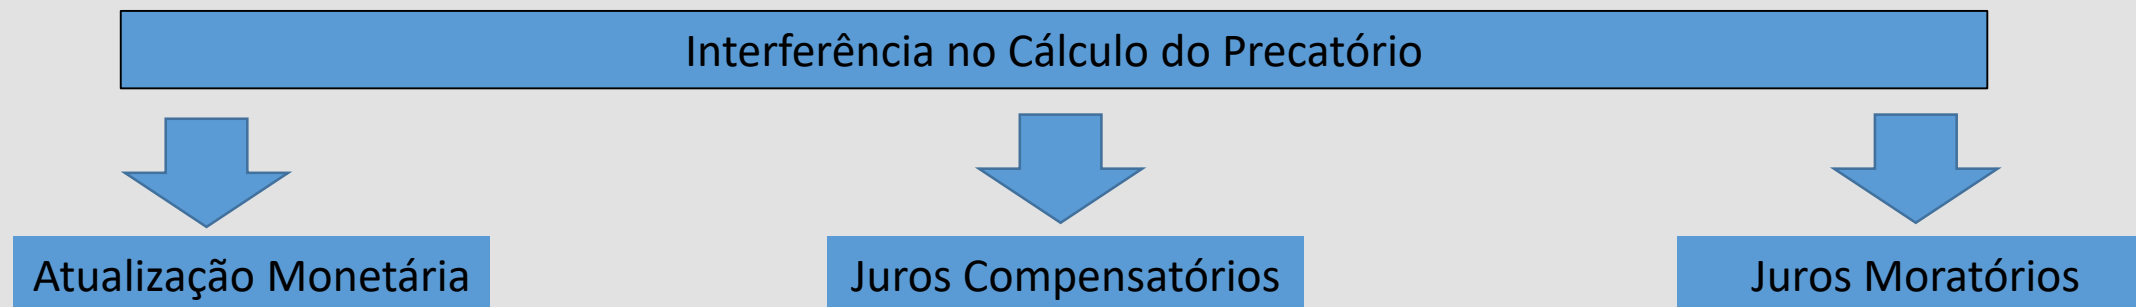 Interferência no Cálculo do Precatório
Atualização Monetária
Juros Compensatórios
Juros Moratórios